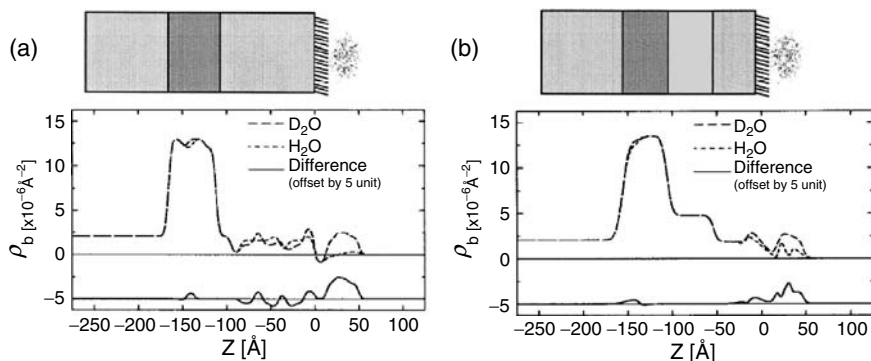 (a)
D₂O
H₂O
Difference
(offset by 5 unit)
ρb [x10⁻⁶Å⁻²]
15
10
5
0
−5
−250 −200 −150 −100 −50 0 50 100
Z [Å]
(b)
D₂O
H₂O
Difference
(offset by 5 unit)
ρb [x10⁻⁶Å⁻²]
15
10
5
0
−5
−250 −200 −150 −100 −50 0 50 100
Z [Å]